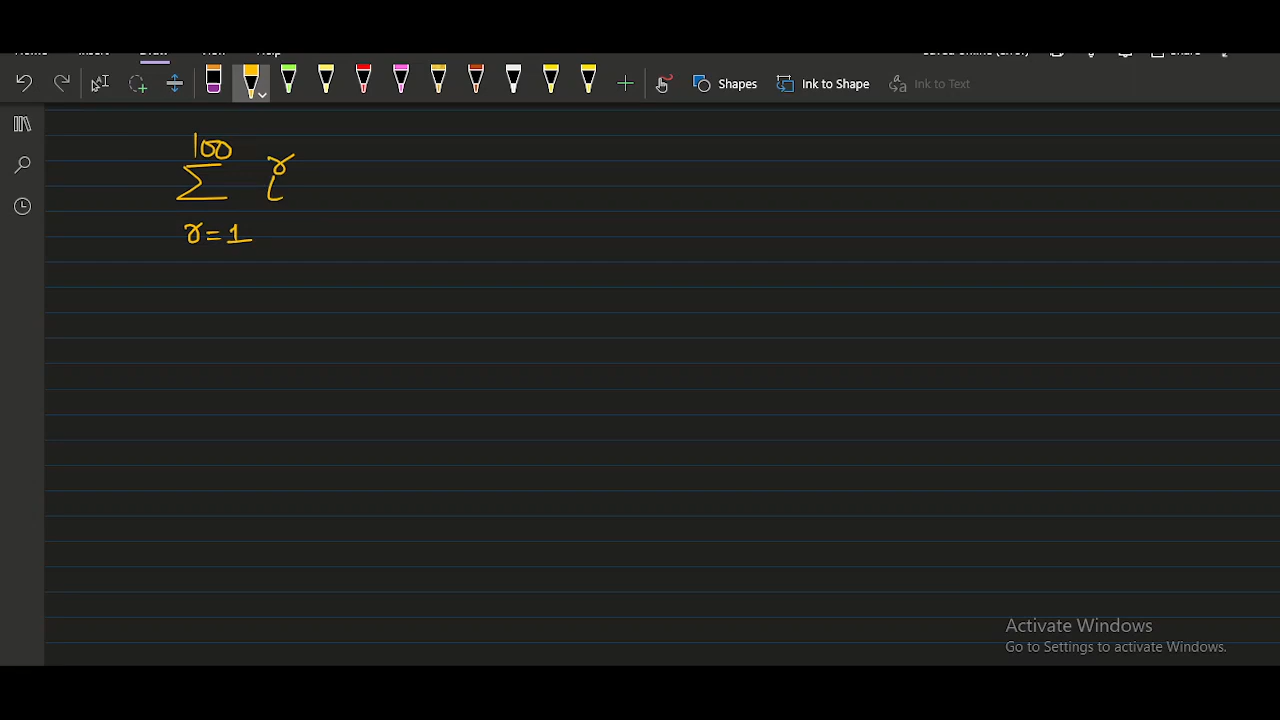 Shapes Ink to Shape Ink to Text
100
Σ i^r
r=1
Activate Windows
Go to Settings to activate Windows.